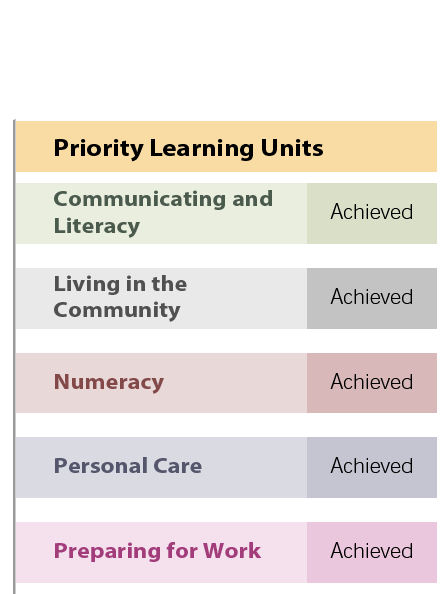 Priority Learning Units
Communicating and
Literacy
Achieved
Living in the
Community
Achieved
Numeracy
Achieved
Personal Care
Achieved
Preparing for Work
Achieved